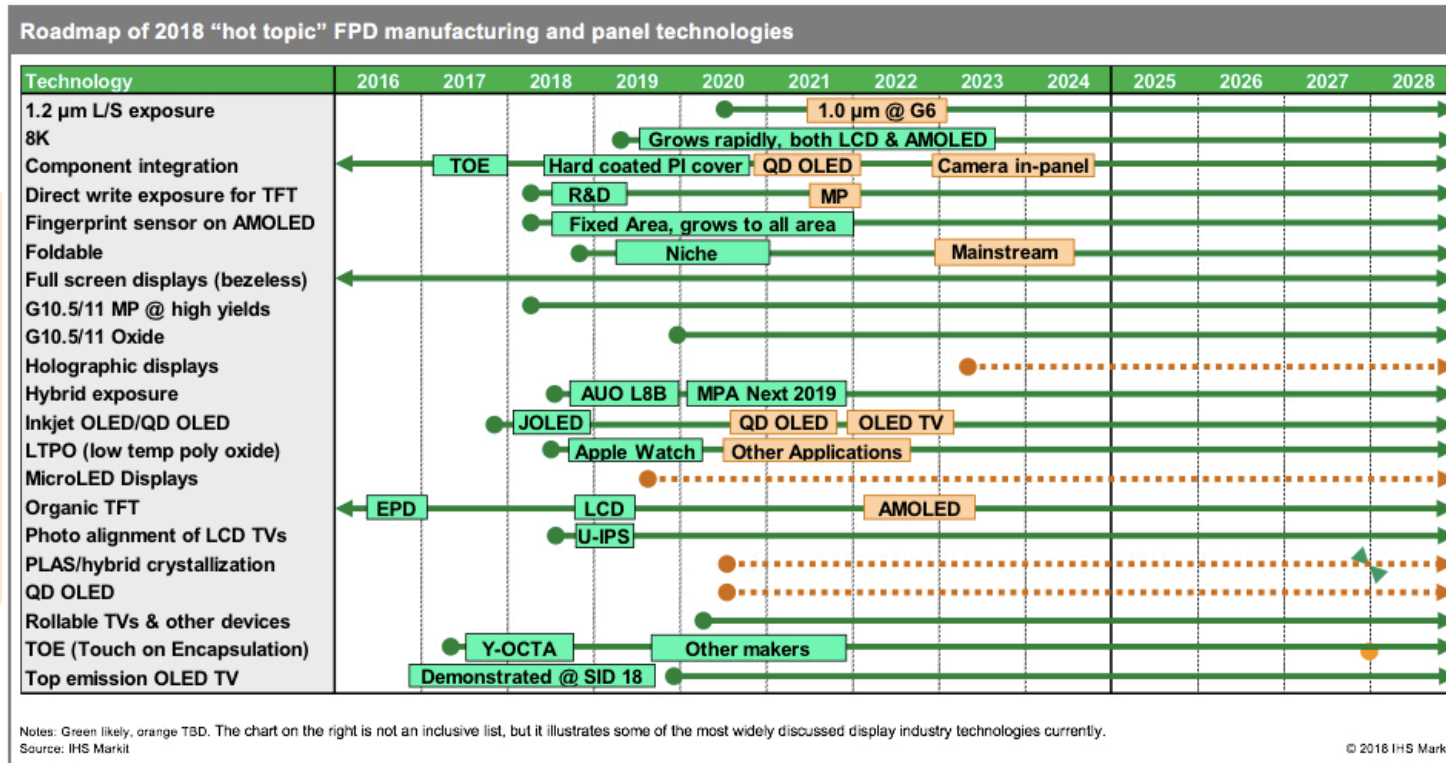 Roadmap of 2018 “hot topic” FPD manufacturing and panel technologies
Technology 2016 2017 2018 2019 2020 2021 2022 2023 2024 2025 2026 2027 2028
1.2 µm L/S exposure 1.0 µm @ G6
8K Grows rapidly, both LCD & AMOLED
Component integration TOE Hard coated PI cover QD OLED Camera in-panel
Direct write exposure for TFT R&D MP
Fingerprint sensor on AMOLED Fixed Area, grows to all area
Foldable Niche Mainstream
Full screen displays (bezeless)
G10.5/11 MP @ high yields
G10.5/11 Oxide
Holographic displays
Hybrid exposure AUO L8B MPA Next 2019
Inkjet OLED/QD OLED JOLED QD OLED OLED TV
LTPO (low temp poly oxide) Apple Watch Other Applications
MicroLED Displays
Organic TFT EPD LCD AMOLED
Photo alignment of LCD TVs U-IPS
PLAS/hybrid crystallization
QD OLED
Rollable TVs & other devices
TOE (Touch on Encapsulation) Y-OCTA Other makers
Top emission OLED TV Demonstrated @ SID 18
Notes: Green likely, orange TBD. The chart on the right is not an inclusive list, but it illustrates some of the most widely discussed display industry technologies currently.
Source: IHS Markit © 2018 IHS Mark